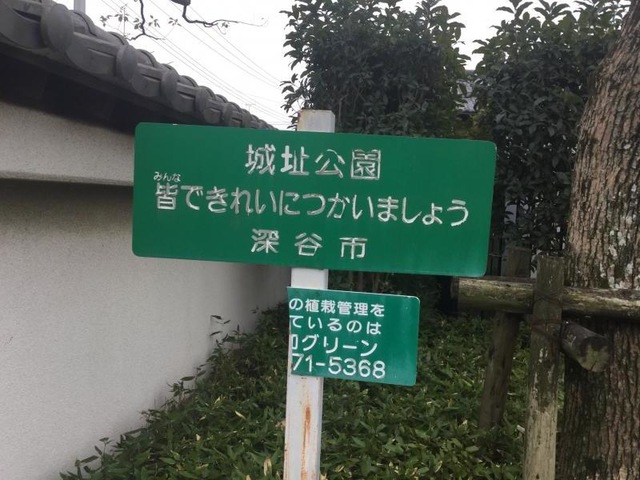 城址公園
みんな
皆できれいにつかいましょう
深谷市
の植栽管理を
ているのは
グリーン
71-5368